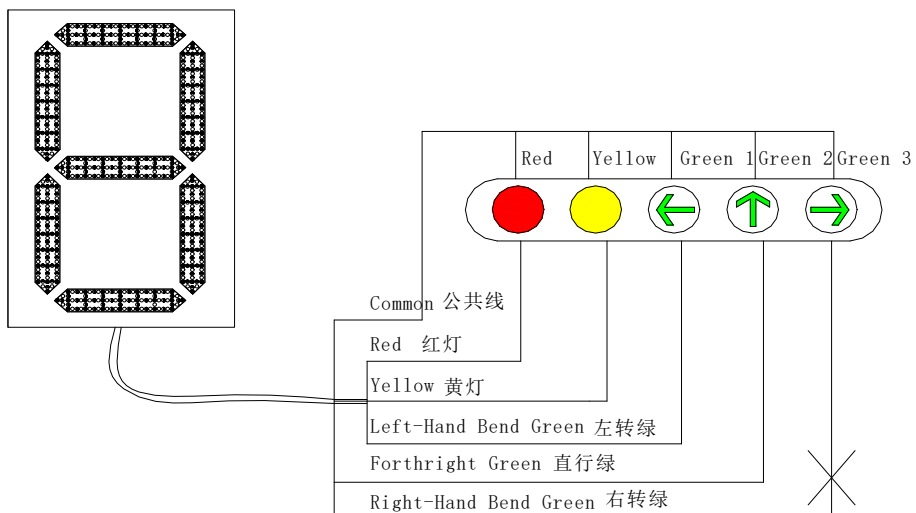 Red Yellow Green 1 Green 2 Green 3
Common 公共线
Red 红灯
Yellow 黄灯
Left-Hand Bend Green 左转绿
Forthright Green 直行绿
Right-Hand Bend Green 右转绿